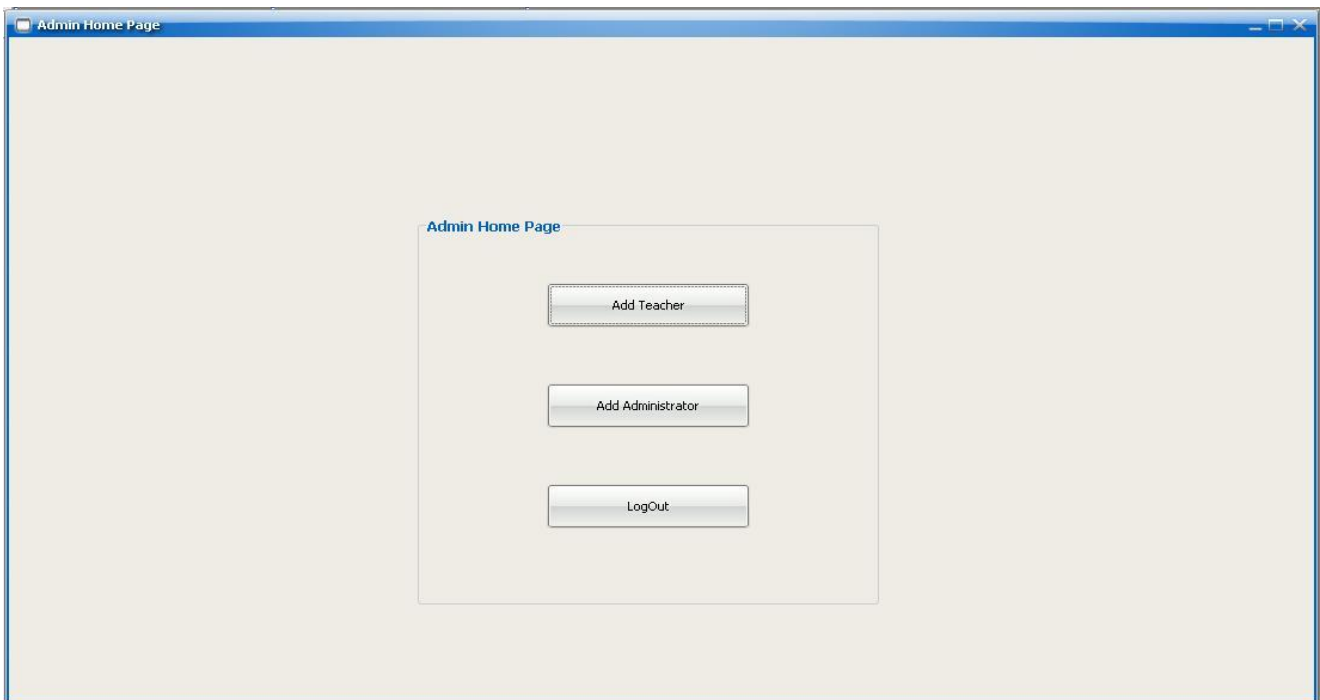 Admin Home Page
Admin Home Page
Add Teacher
Add Administrator
LogOut